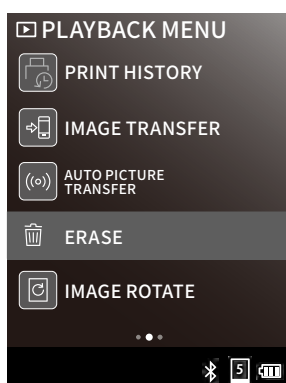 PLAYBACK MENU
PRINT HISTORY
IMAGE TRANSFER
AUTO PICTURE
TRANSFER
ERASE
IMAGE ROTATE
5